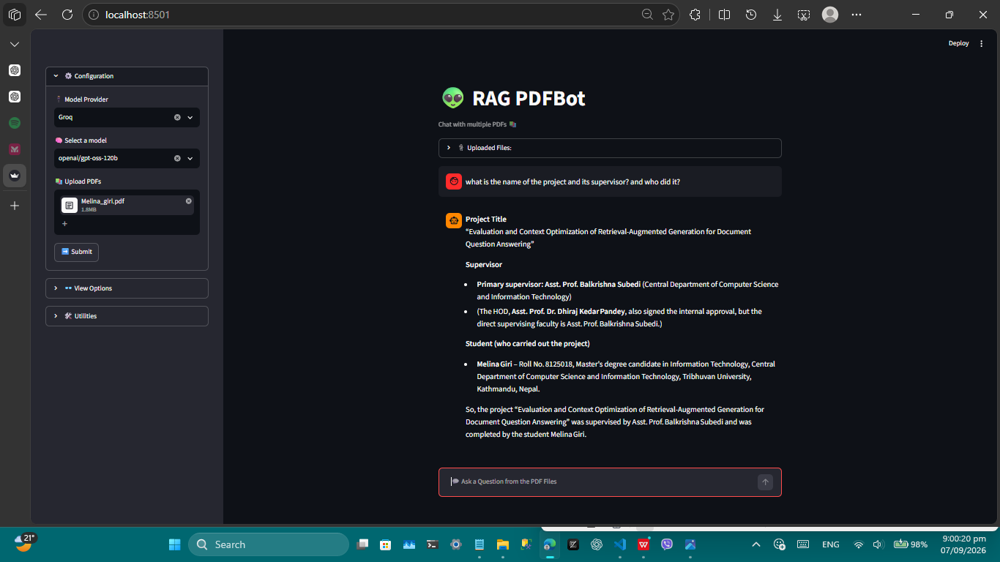 localhost:8501
Deploy
Configuration
Model Provider
Groq
Select a model
openai/gpt-oss-120b
Upload PDFs
Melina_giri.pdf
1.8MB
Submit
View Options
Utilities
RAG PDFBot
Chat with multiple PDFs
Uploaded Files:
what is the name of the project and its supervisor? and who did it?
Project Title
“Evaluation and Context Optimization of Retrieval-Augmented Generation for Document
Question Answering”
Supervisor
Primary supervisor: Asst. Prof. Balkrishna Subedi (Central Department of Computer Science
and Information Technology)
(The HOD, Asst. Prof. Dr. Dhiraj Kedar Pandey, also signed the internal approval, but the
direct supervising faculty is Asst. Prof. Balkrishna Subedi.)
Student (who carried out the project)
Melina Giri – Roll No. 8125018, Master’s degree candidate in Information Technology, Central
Department of Computer Science and Information Technology, Tribhuvan University,
Kathmandu, Nepal.
So, the project “Evaluation and Context Optimization of Retrieval-Augmented Generation for
Document Question Answering” was supervised by Asst. Prof. Balkrishna Subedi and was
completed by the student Melina Giri.
Ask a Question from the PDF Files
21°
Search
ENG
98%
9:00:20 pm
07/09/2026